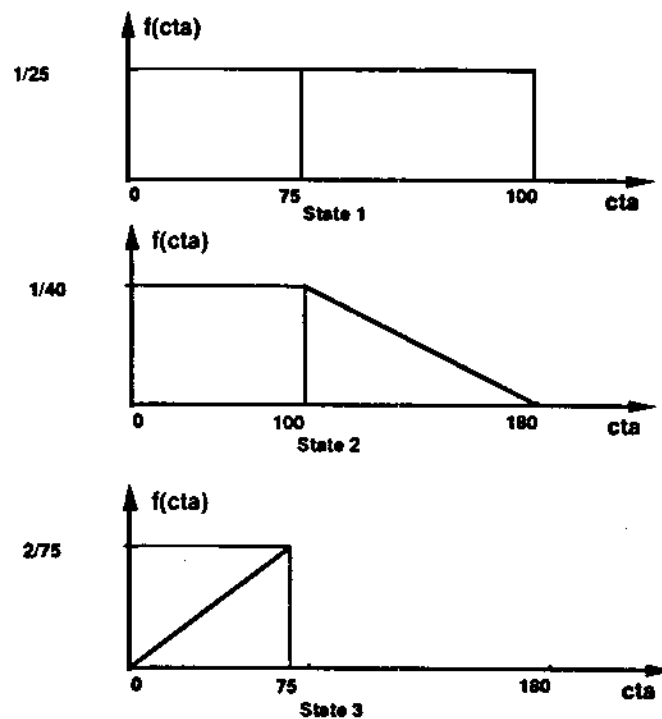 f(cta)
1/25
0 75 100 cta
State 1
f(cta)
1/40
0 100 180 cta
State 2
f(cta)
2/75
0 75 180 cta
State 3